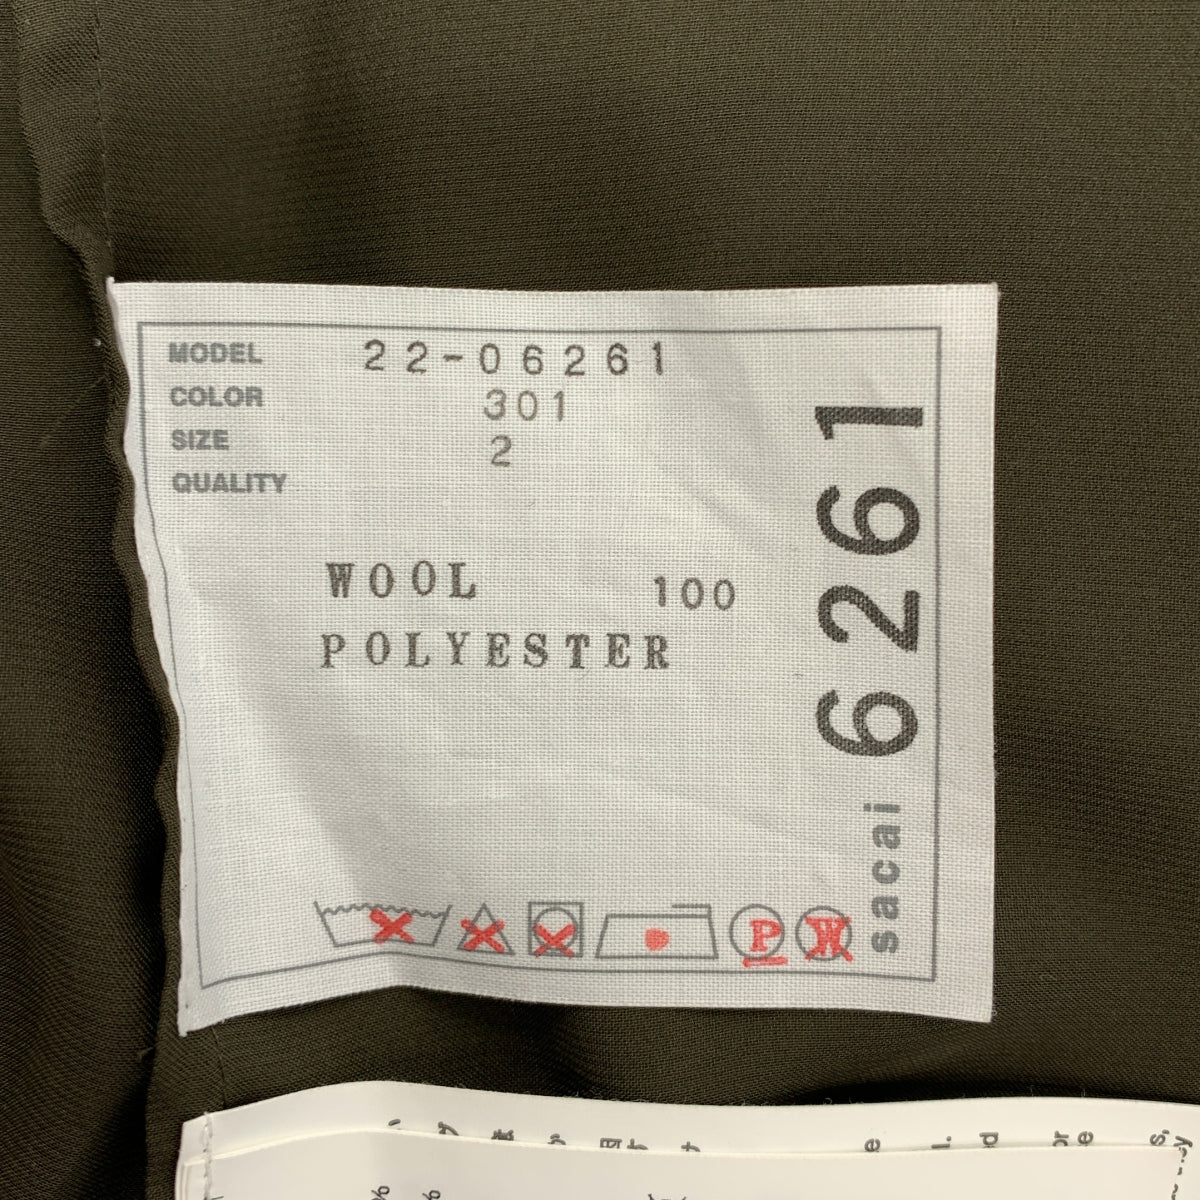 MODEL 22-06261
COLOR 301
SIZE 2
QUALITY
WOOL 100
POLYESTER
P W
sacai 6261